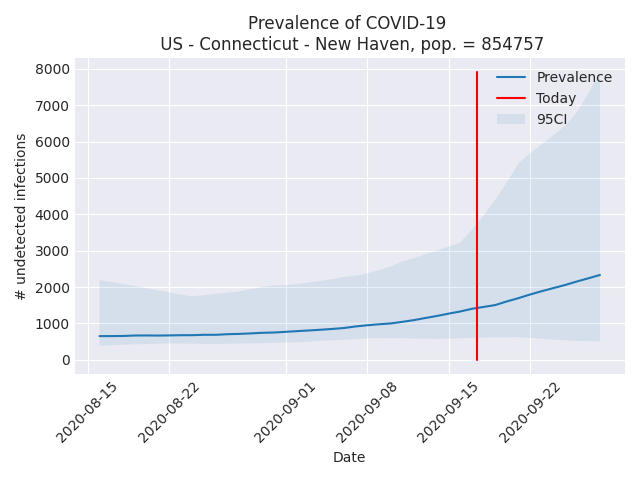 Prevalence of COVID-19
US - Connecticut - New Haven, pop. = 854757
8000
7000
6000
5000
4000
3000
2000
1000
0
# undetected infections
Prevalence
Today
95CI
2020-08-15
2020-08-22
2020-09-01
2020-09-08
2020-09-15
2020-09-22
Date